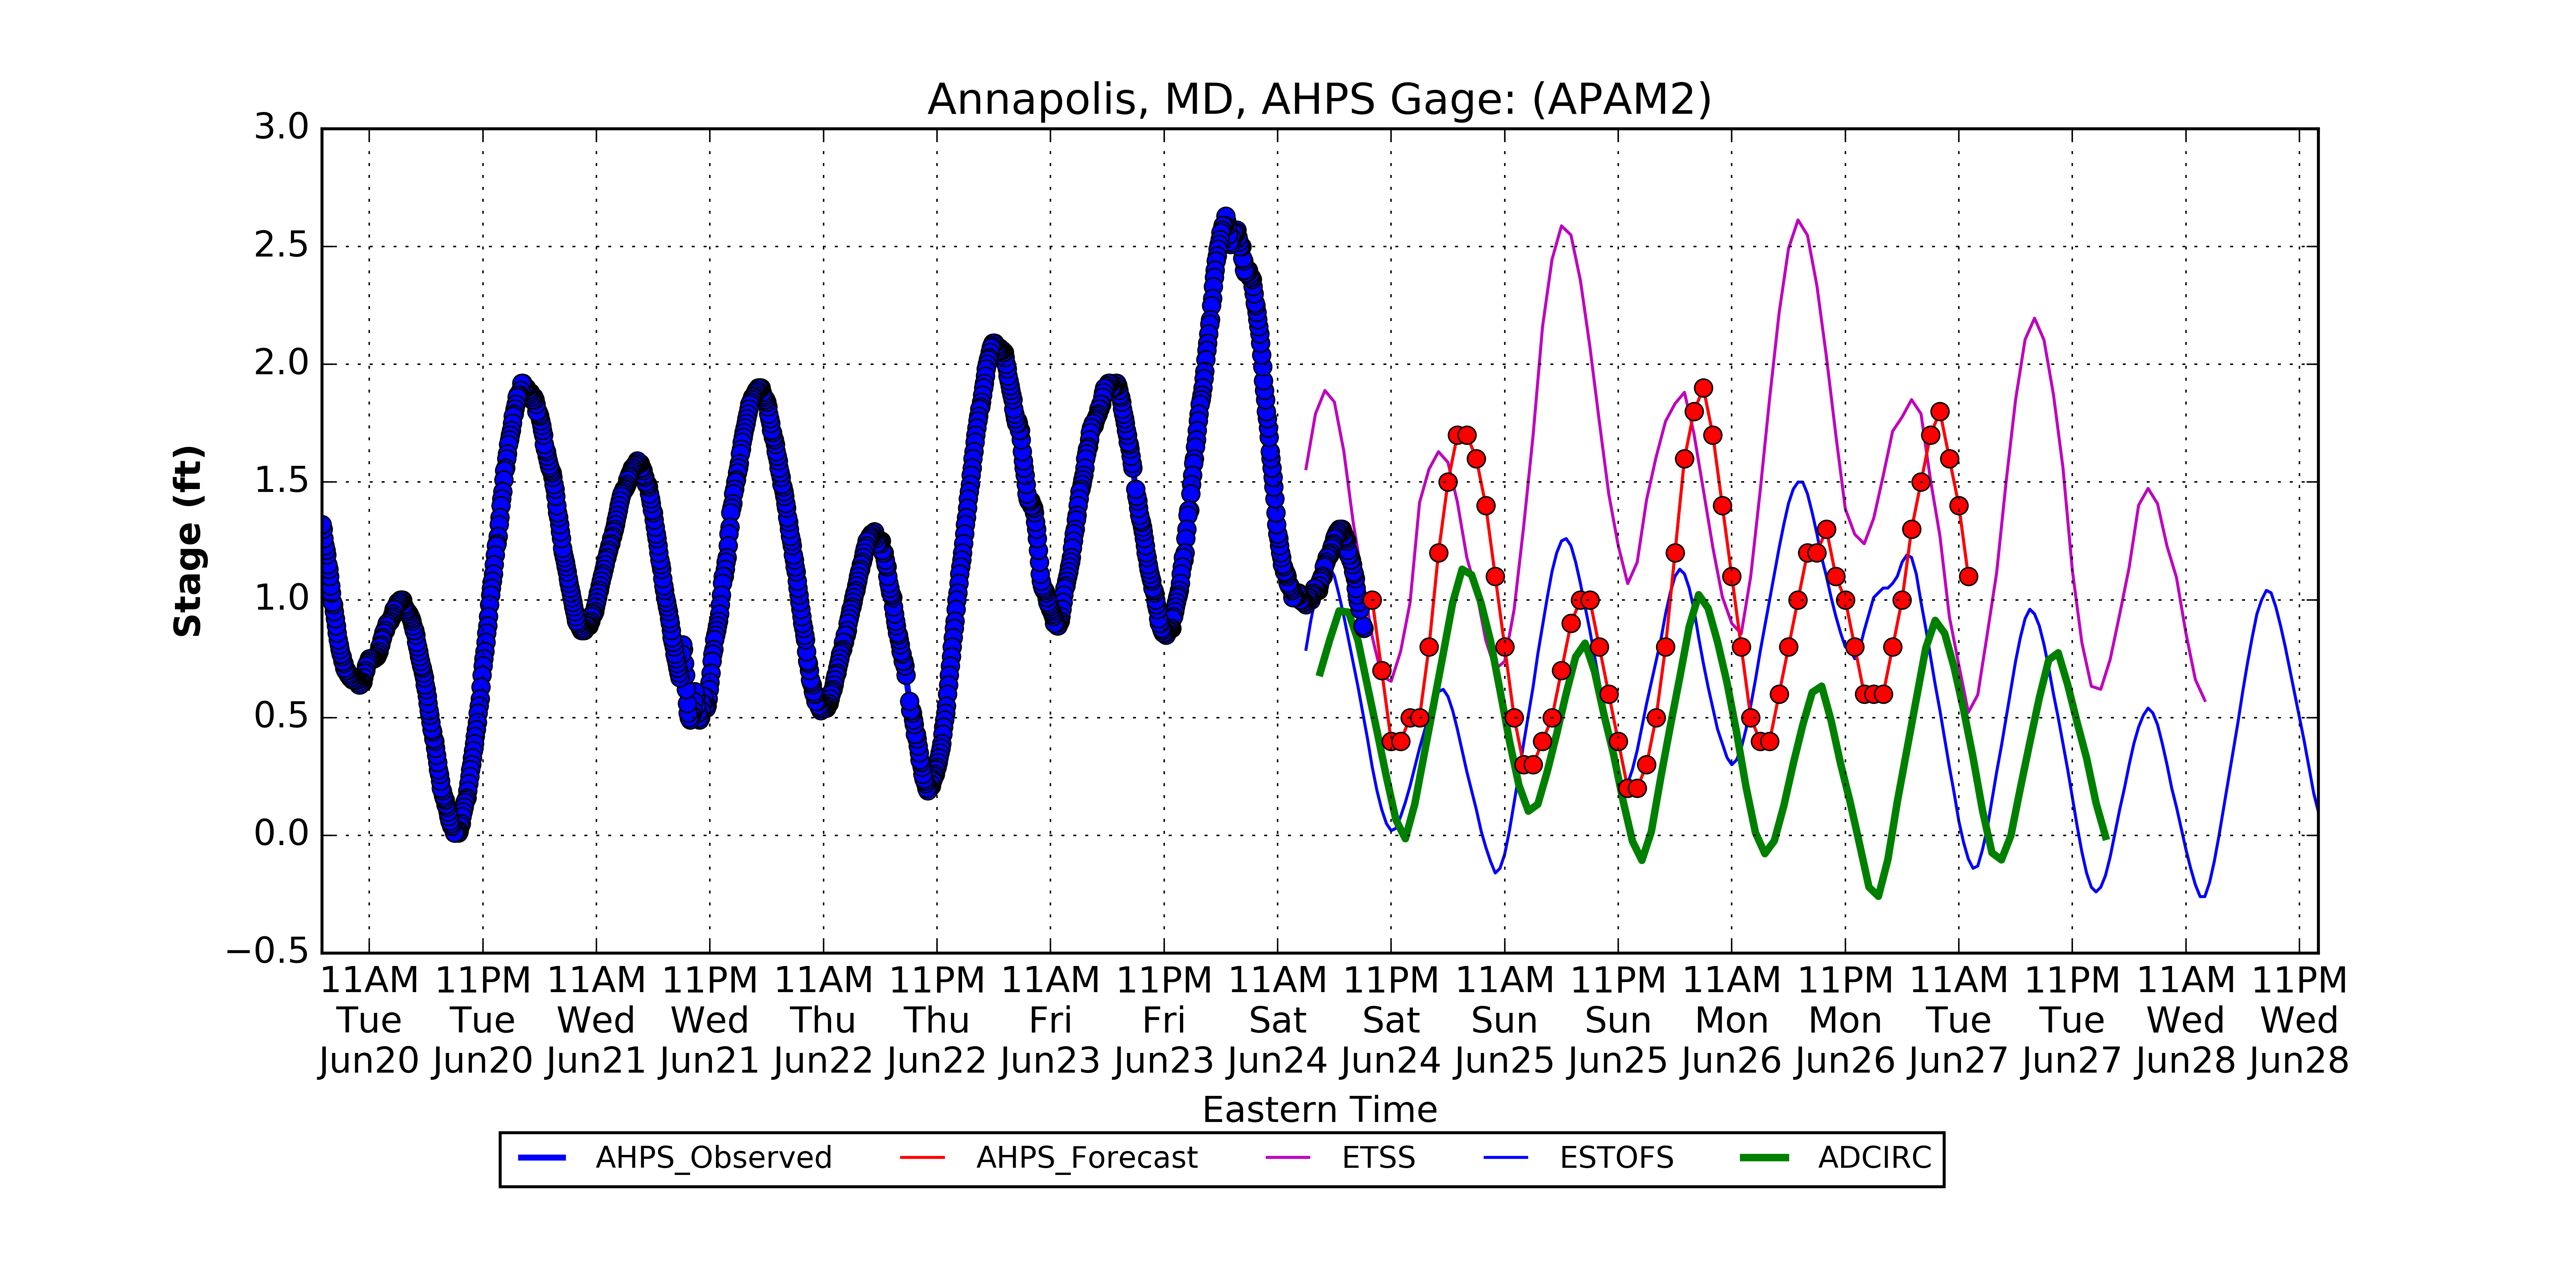 Annapolis, MD, AHPS Gage: (APAM2)
3.0
2.5
2.0
1.5
1.0
0.5
0.0
−0.5
Stage (ft)
11AM 11PM 11AM 11PM 11AM 11PM 11AM 11PM 11AM 11PM 11AM 11PM 11AM 11PM 11AM 11PM 11AM 11PM
Tue Tue Wed Wed Thu Thu Fri Fri Sat Sat Sun Sun Mon Mon Tue Tue Wed Wed
Jun20 Jun20 Jun21 Jun21 Jun22 Jun22 Jun23 Jun23 Jun24 Jun24 Jun25 Jun25 Jun26 Jun26 Jun27 Jun27 Jun28 Jun28
Eastern Time
AHPS_Observed AHPS_Forecast ETSS ESTOFS ADCIRC